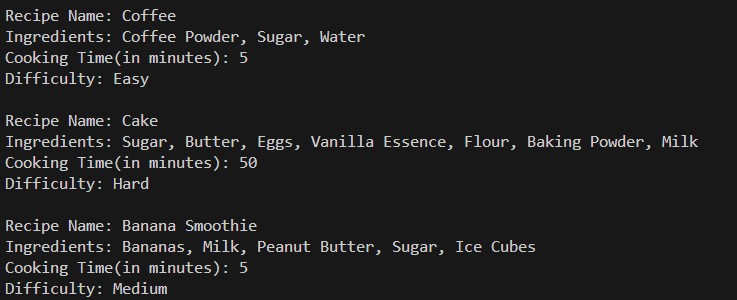 Recipe Name: Coffee
Ingredients: Coffee Powder, Sugar, Water
Cooking Time(in minutes): 5
Difficulty: Easy
Recipe Name: Cake
Ingredients: Sugar, Butter, Eggs, Vanilla Essence, Flour, Baking Powder, Milk
Cooking Time(in minutes): 50
Difficulty: Hard
Recipe Name: Banana Smoothie
Ingredients: Bananas, Milk, Peanut Butter, Sugar, Ice Cubes
Cooking Time(in minutes): 5
Difficulty: Medium